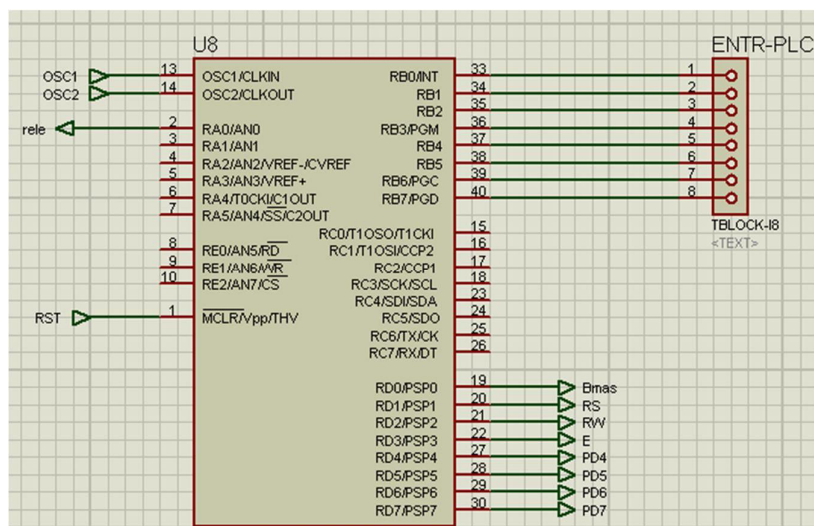 U8
ENTR-PLC
OSC1 13 OSC1/CLKIN RB0/INT 33 1
OSC2 14 OSC2/CLKOUT RB1 34 2
RB2 35 3
rele 2 RA0/AN0 RB3/PGM 36 4
3 RA1/AN1 RB4 37 5
4 RA2/AN2/VREF-/CVREF RB5 38 6
5 RA3/AN3/VREF+ RB6/PGC 39 7
6 RA4/T0CKI/C1OUT RB7/PGD 40 8
7 RA5/AN4/SS/C2OUT
TBLOCK-I8
<TEXT>
RC0/T1OSO/T1CKI 15
8 RE0/AN5/RD RC1/T1OSI/CCP2 16
9 RE1/AN6/WR RC2/CCP1 17
10 RE2/AN7/CS RC3/SCK/SCL 18
RC4/SDI/SDA 23
RST 1 MCLR/Vpp/THV RC5/SDO 24
RC6/TX/CK 25
RC7/RX/DT 26
RD0/PSP0 19 Bmas
RD1/PSP1 20 RS
RD2/PSP2 21 RW
RD3/PSP3 22 E
RD4/PSP4 27 PD4
RD5/PSP5 28 PD5
RD6/PSP6 29 PD6
RD7/PSP7 30 PD7